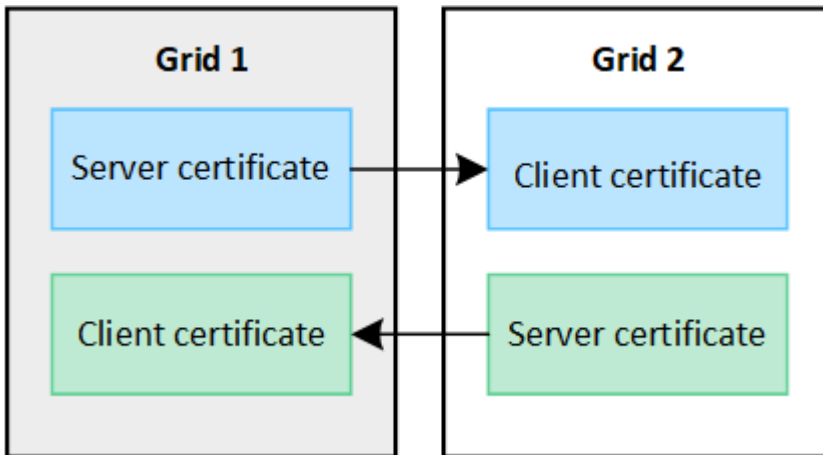 Grid 1
Server certificate
Client certificate
Grid 2
Client certificate
Server certificate